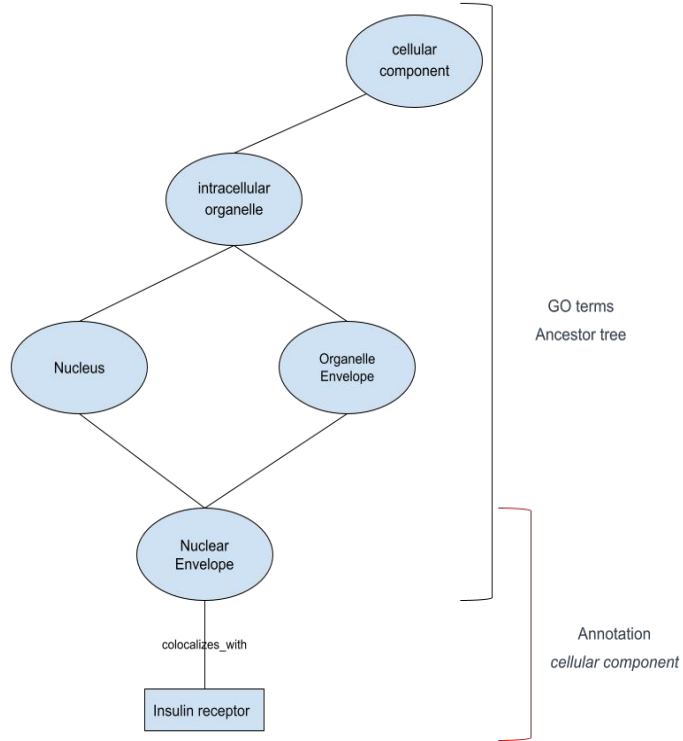 cellular
component
intracellular
organelle
GO terms
Ancestor tree
Nucleus
Organelle
Envelope
Nuclear
Envelope
colocalizes_with
Annotation
cellular component
Insulin receptor